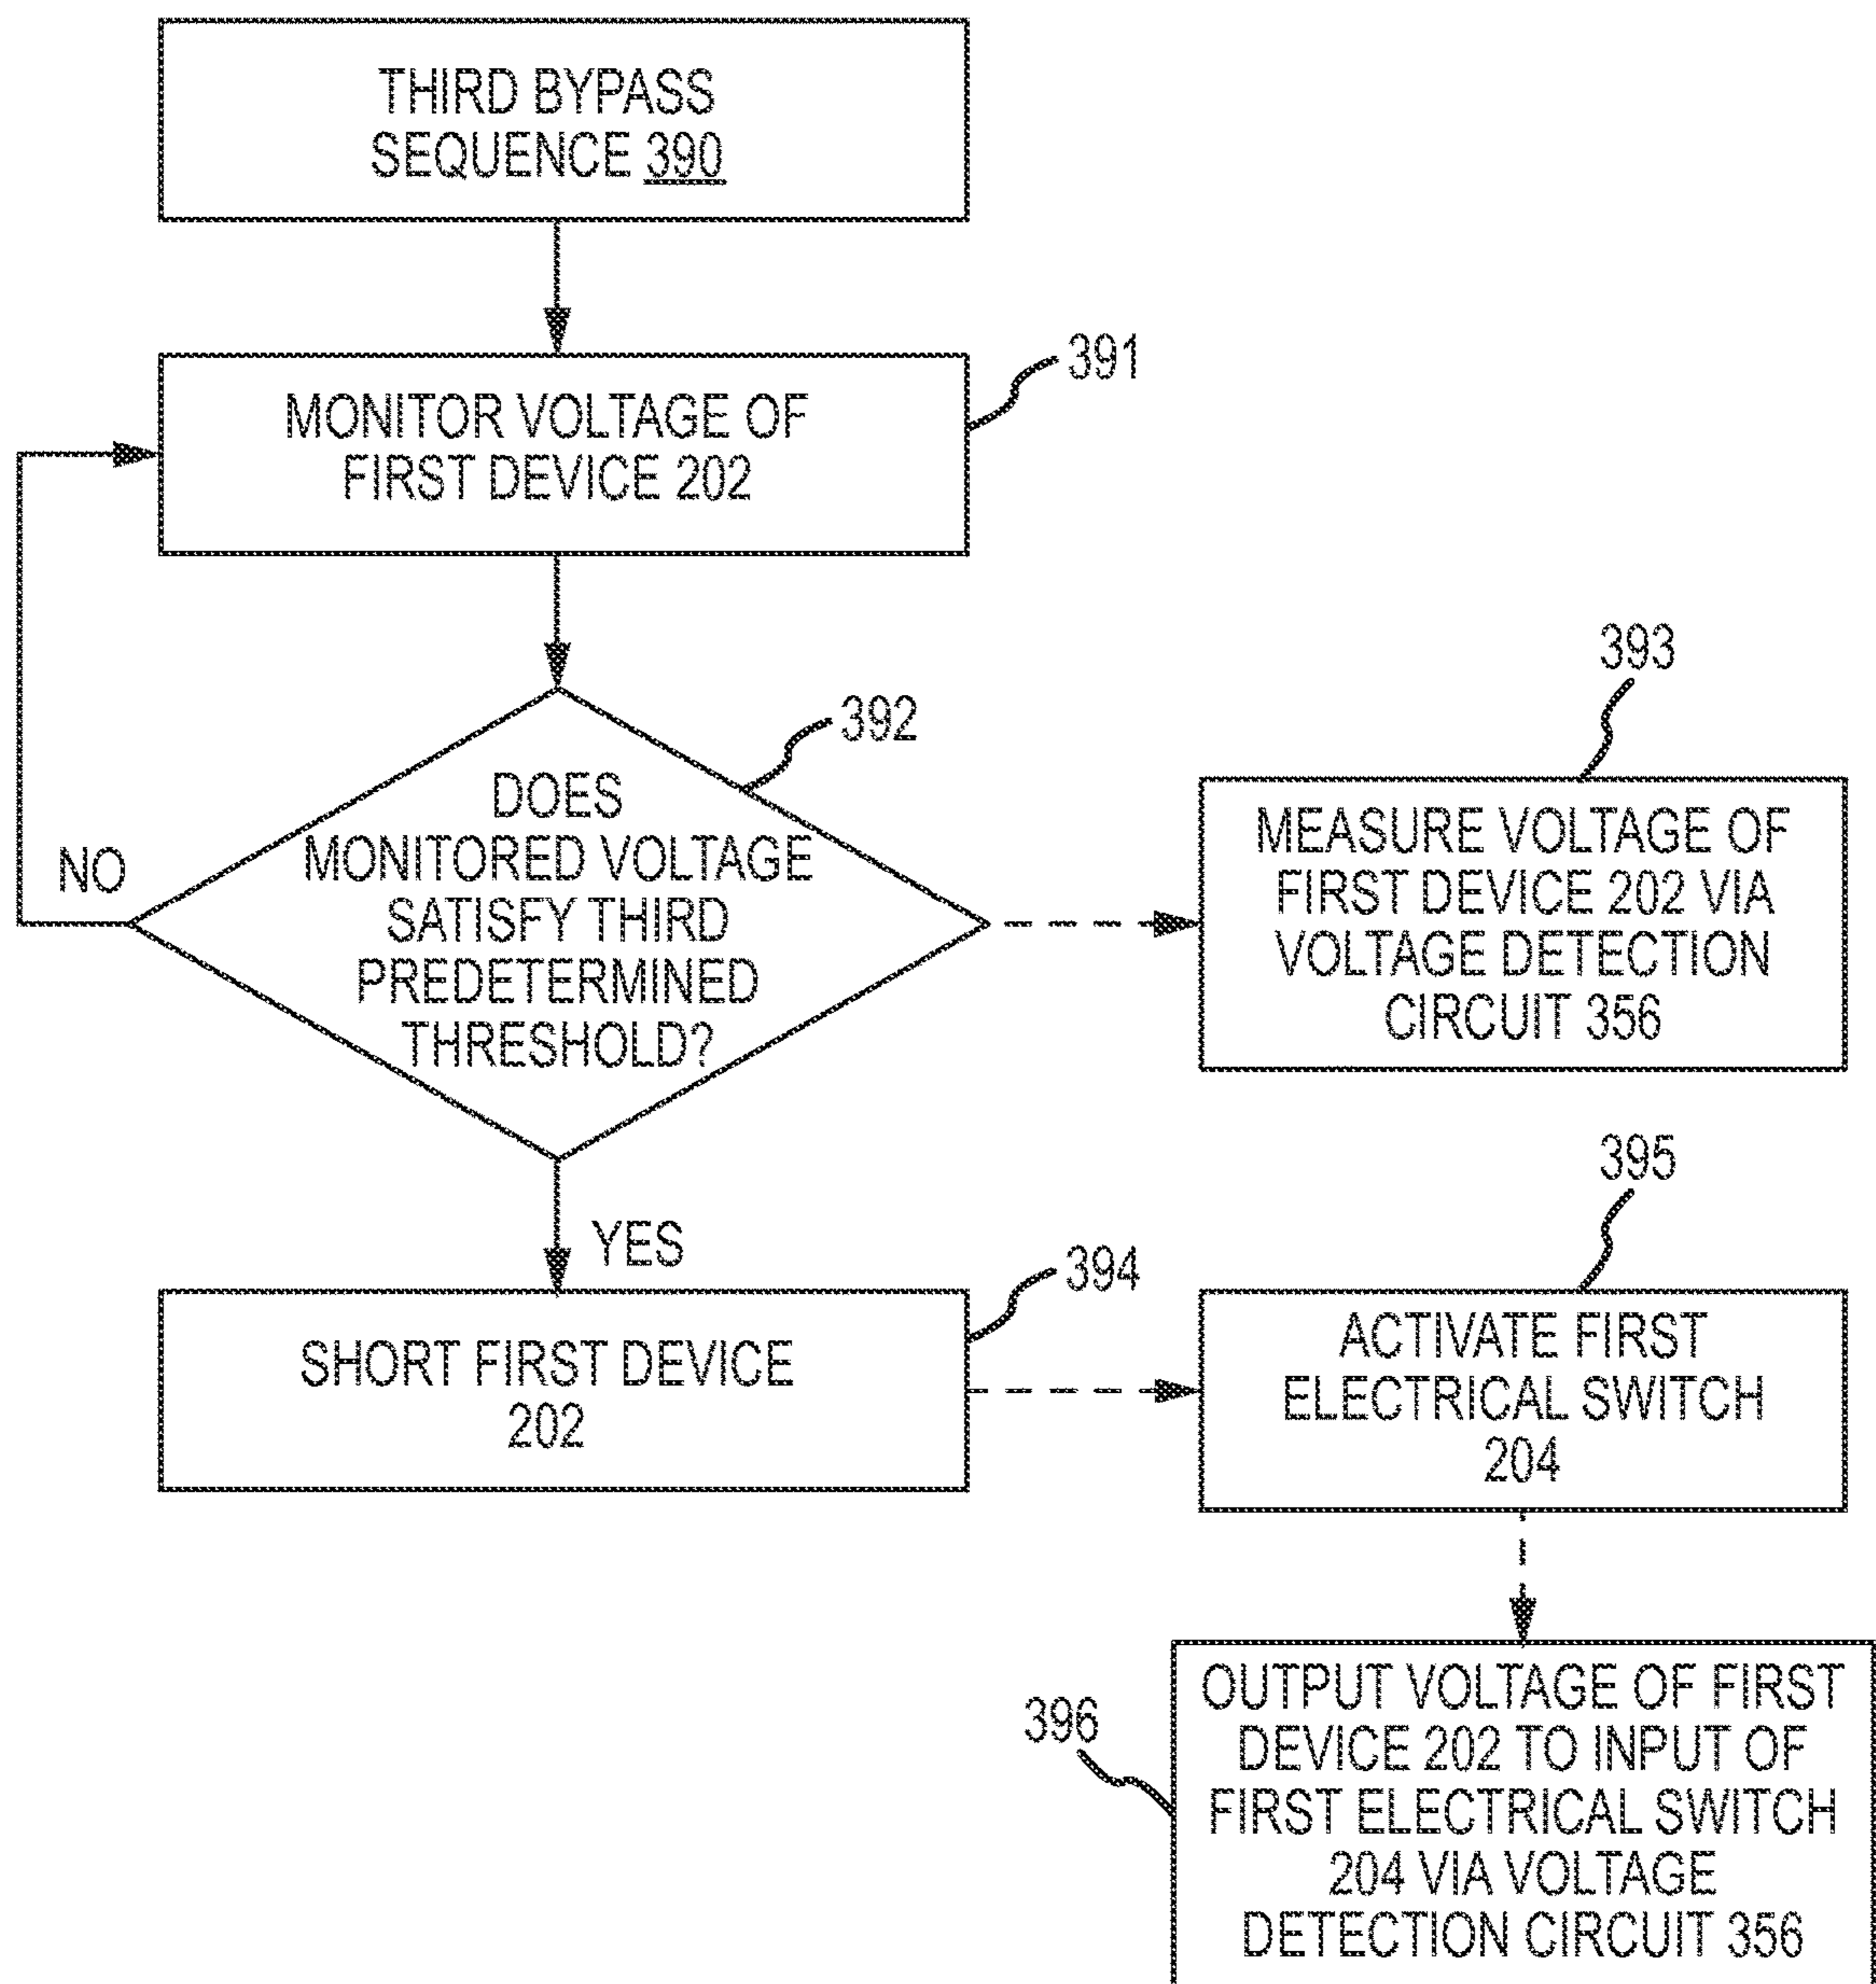 THIRD BYPASS
SEQUENCE 390
391
MONITOR VOLTAGE OF
FIRST DEVICE 202
392
DOES
MONITORED VOLTAGE
SATISFY THIRD
PREDETERMINED
THRESHOLD?
NO
393
MEASURE VOLTAGE OF
FIRST DEVICE 202 VIA
VOLTAGE DETECTION
CIRCUIT 356
YES
394
SHORT FIRST DEVICE
202
395
ACTIVATE FIRST
ELECTRICAL SWITCH
204
396
OUTPUT VOLTAGE OF FIRST
DEVICE 202 TO INPUT OF
FIRST ELECTRICAL SWITCH
204 VIA VOLTAGE
DETECTION CIRCUIT 356